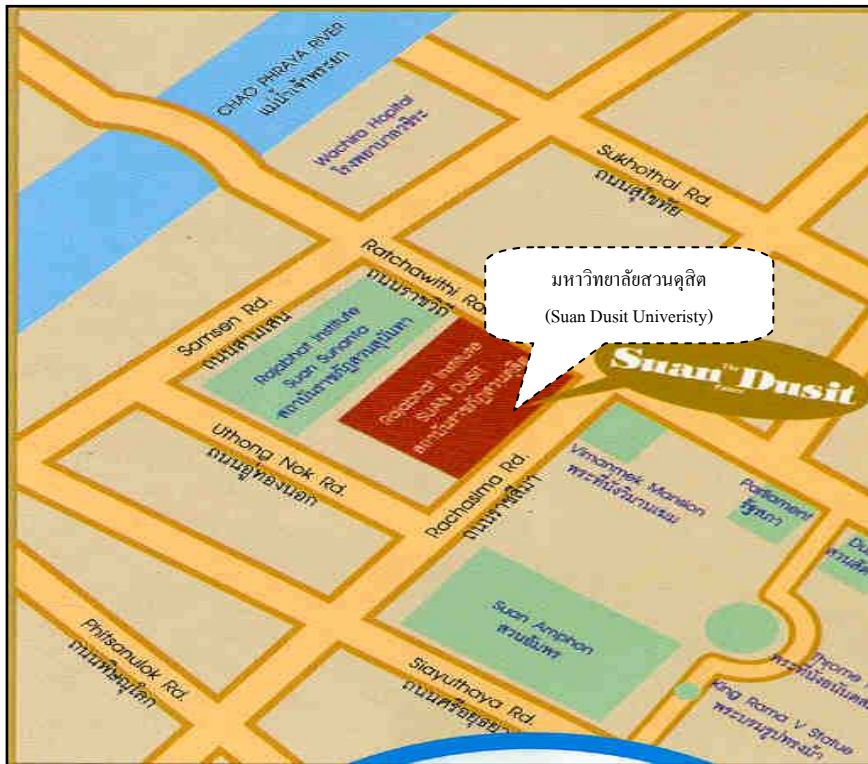 CHAO PHRAYA RIVER
แม่น้ำเจ้าพระยา
Wachira Hopital
โรงพยาบาลวชิระ
Sukhothai Rd.
ถนนสุโขทัย
มหาวิทยาลัยสวนดุสิต
(Suan Dusit Univeristy)
Ratchawithi
ถนนราชวิถี
Samsen Rd.
ถนนสามเสน
Rajabhat Institute
Suan Sunanta
สถาบันราชภัฏสวนสุนันทา
Rajabhat Institute
SUAN DUSIT
สถาบันราชภัฏสวนดุสิต
Suan Dusit
Uthong Nok Rd.
ถนนอู่ทองนอก
Rachasima Rd.
ถนนราชสีมา
Vimanmek Mansion
พระที่นั่งวิมานเมฆ
Parliament
รัฐสภา
Suan Amphon
สวนอัมพร
Phitsanulok Rd.
ถนนพิษณุโลก
Siayuthaya Rd.
ถนนศรีอยุธยา
Throne
King Rama V Statue
พระบรมรูปทรงม้า